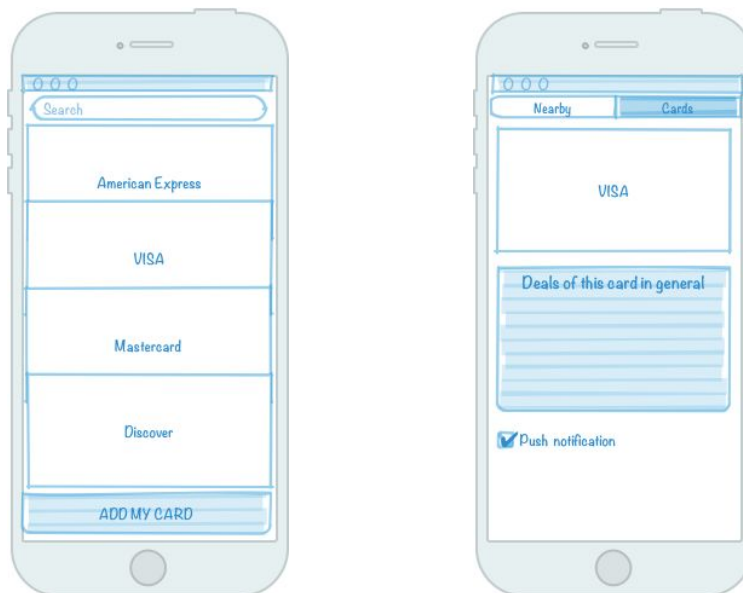 Search
American Express
VISA
Mastercard
Discover
ADD MY CARD
Nearby
Cards
VISA
Deals of this card in general
Push notification